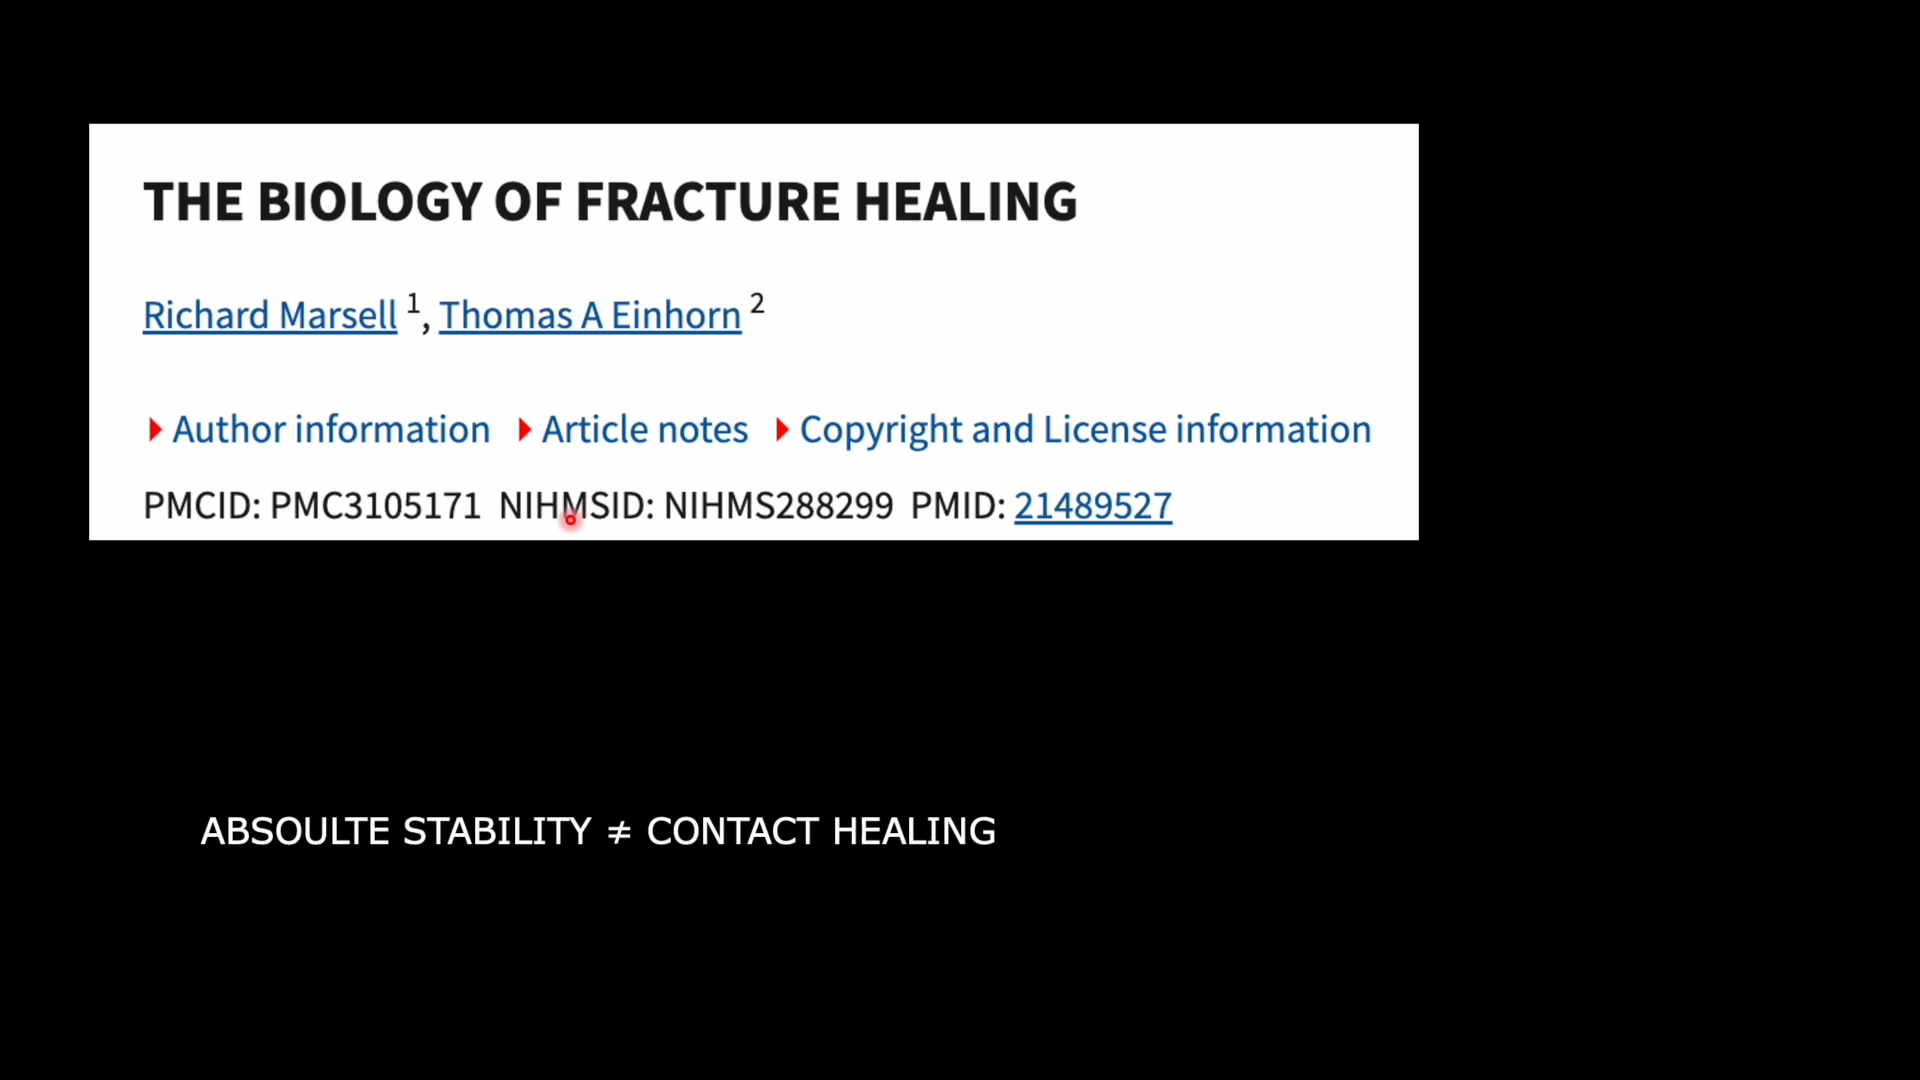 THE BIOLOGY OF FRACTURE HEALING
Richard Marsell 1, Thomas A Einhorn 2
Author information Article notes Copyright and License information
PMCID: PMC3105171 NIHMSID: NIHMS288299 PMID: 21489527
ABSOULTE STABILITY ≠ CONTACT HEALING